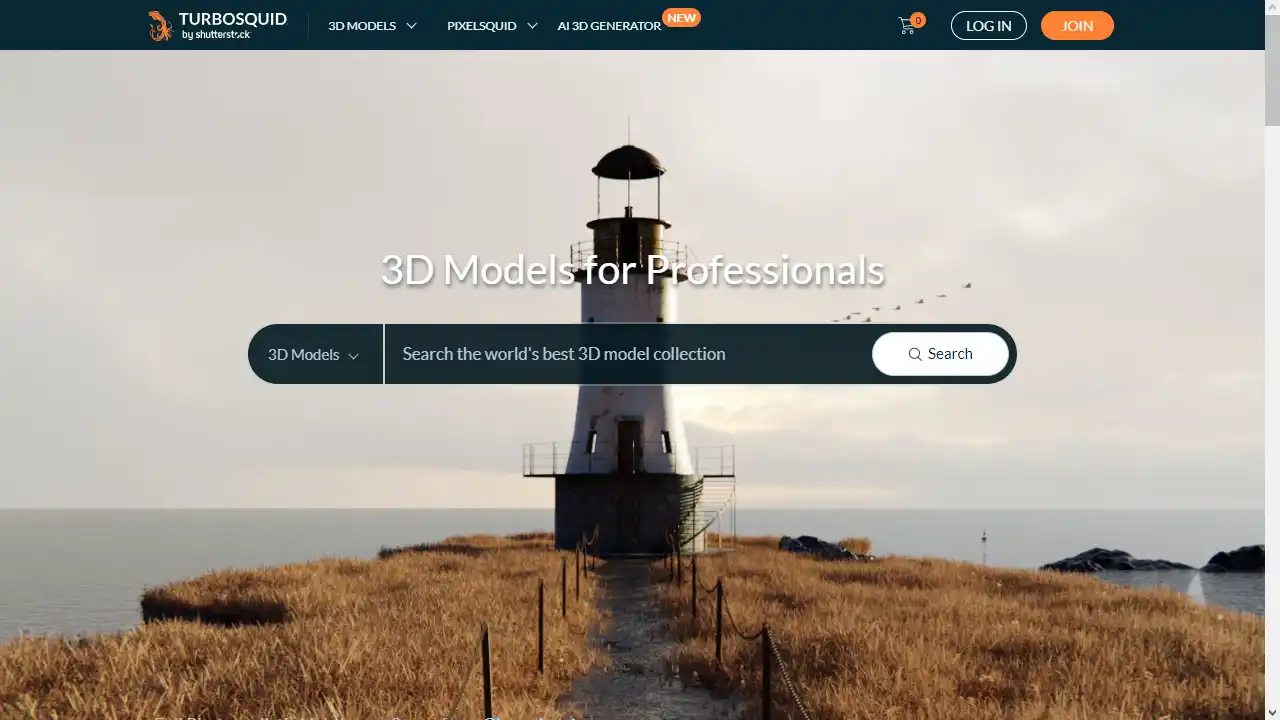 TURBOSQUID
by shutterstock
3D MODELS
PIXELSQUID
AI 3D GENERATOR
NEW
0
LOG IN
JOIN
3D Models for Professionals
3D Models
Search the world's best 3D model collection
Search